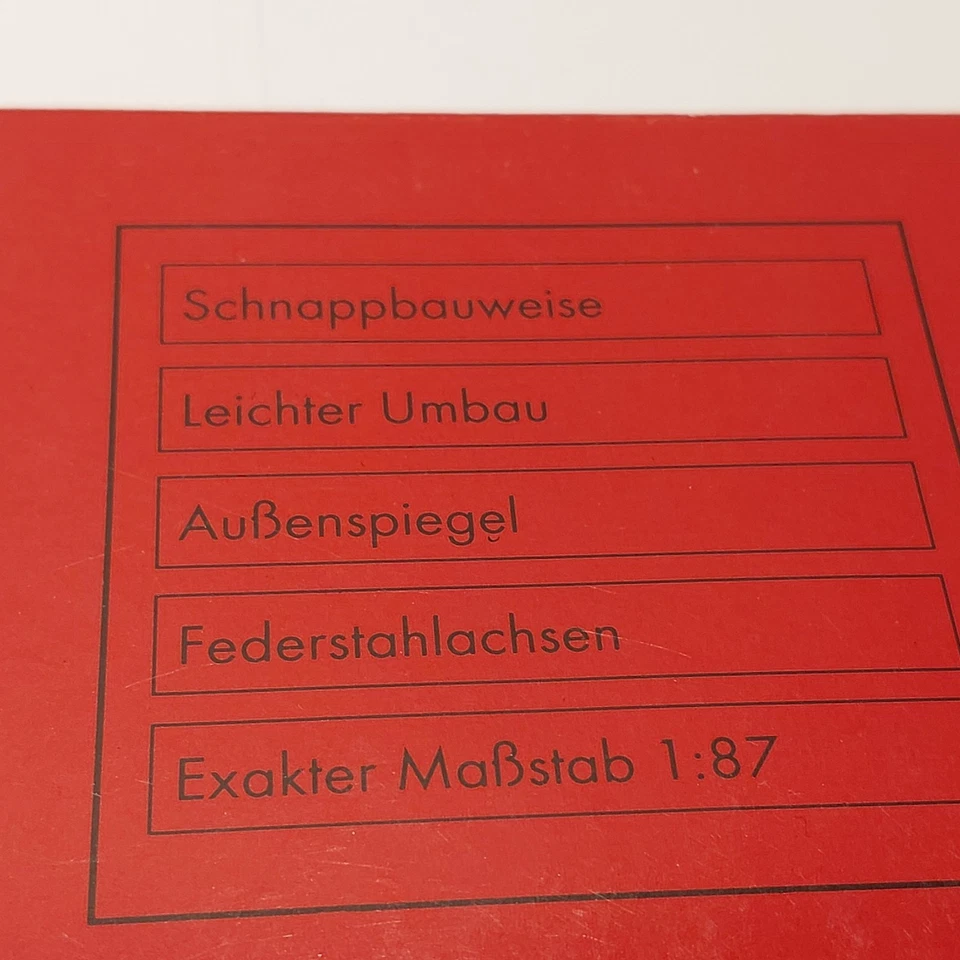 Schnappbauweise
Leichter Umbau
Außenspiegel
Federstahlachsen
Exakter Maßstab 1:87